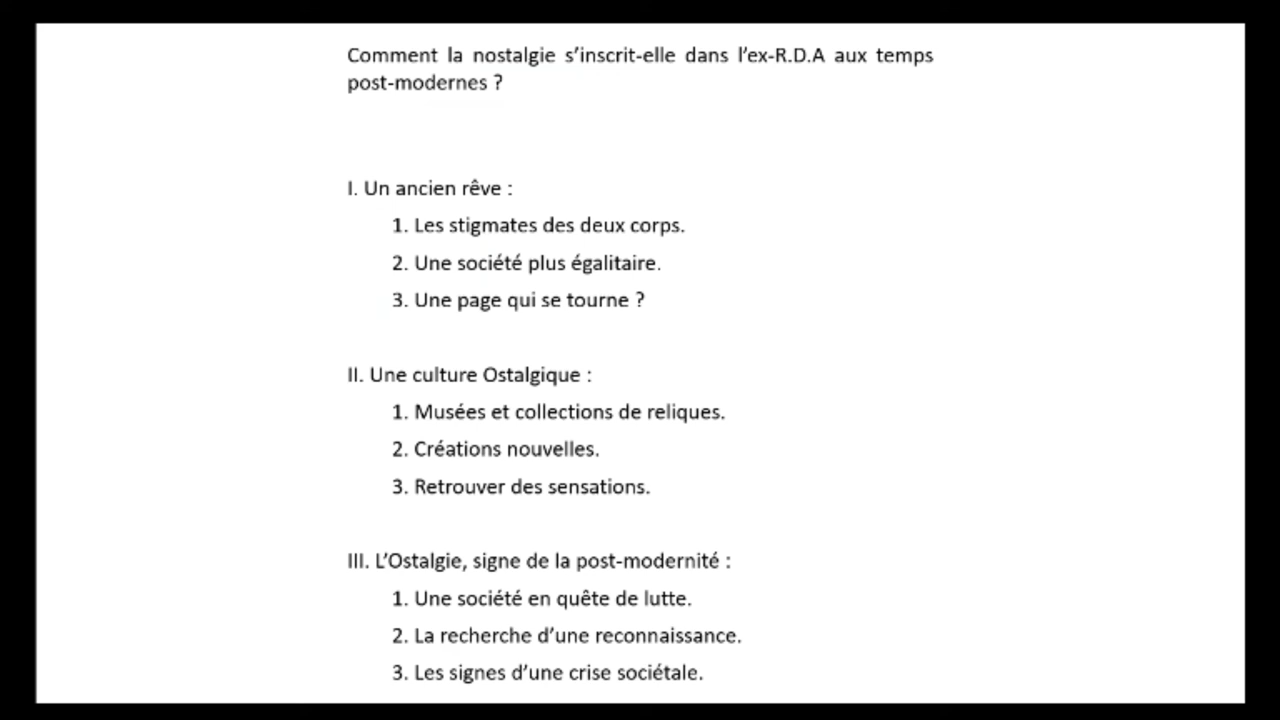 Comment la nostalgie s’inscrit-elle dans l’ex-R.D.A aux temps
post-modernes ?
I. Un ancien rêve :
1. Les stigmates des deux corps.
2. Une société plus égalitaire.
3. Une page qui se tourne ?
II. Une culture Ostalgique :
1. Musées et collections de reliques.
2. Créations nouvelles.
3. Retrouver des sensations.
III. L’Ostalgie, signe de la post-modernité :
1. Une société en quête de lutte.
2. La recherche d’une reconnaissance.
3. Les signes d’une crise sociétale.